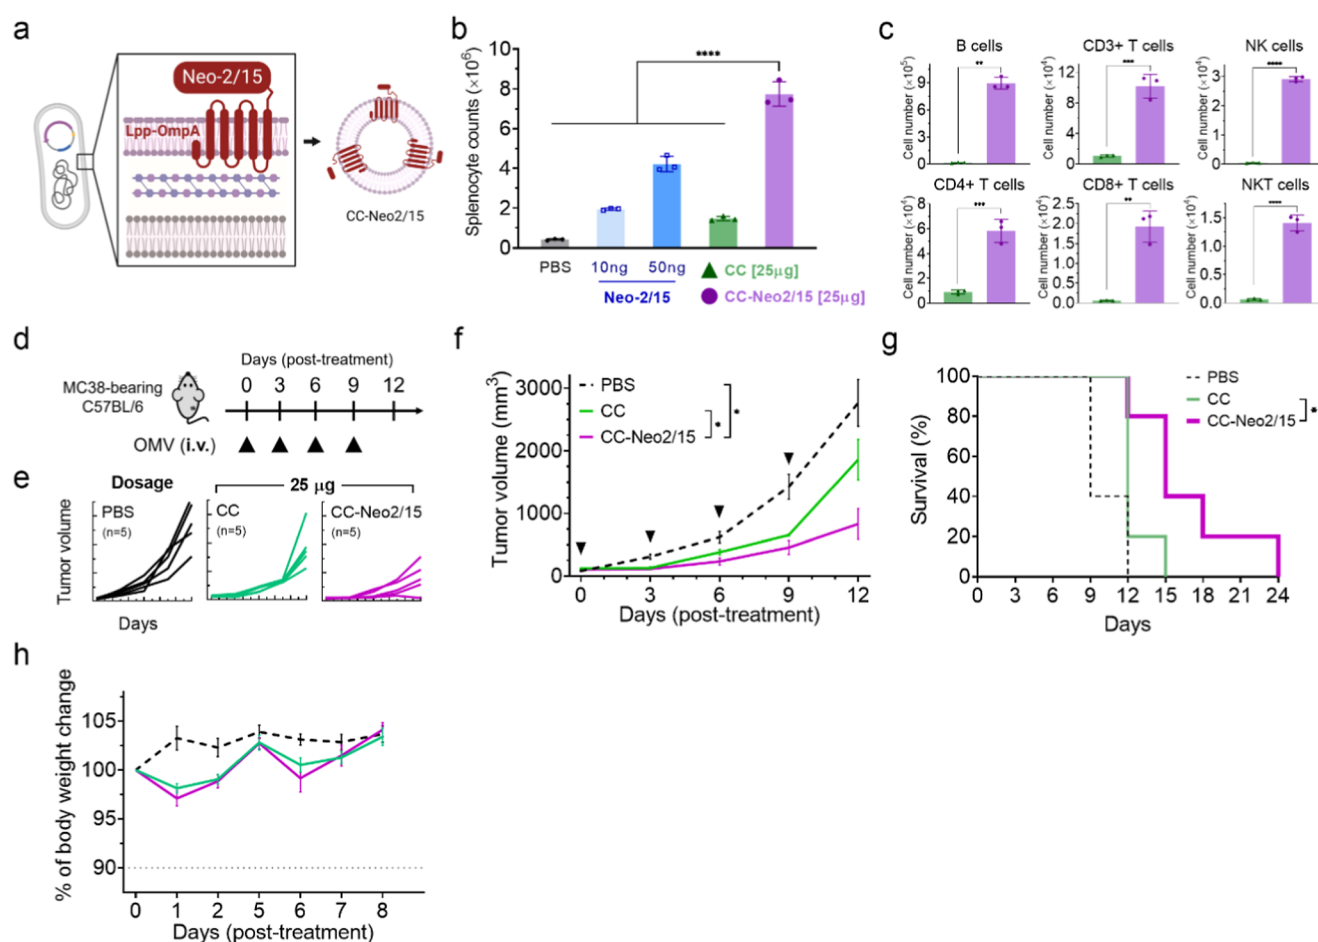 a
Neo-2/15
Lpp-OmpA
CC-Neo2/15
b
Splenocyte counts (×10⁶)
10
8
6
4
2
0
****
PBS
10ng
50ng
Neo-2/15
CC [25µg]
CC-Neo2/15 [25µg]
c
B cells
Cell number (×10⁵)
9
6
3
0
**
CD3+ T cells
Cell number (×10⁴)
12
8
4
0
***
NK cells
Cell number (×10⁴)
3
2
1
0
****
CD4+ T cells
Cell number (×10⁴)
8
6
4
2
0
***
CD8+ T cells
Cell number (×10⁴)
2.5
2.0
1.5
1.0
0.5
0.0
**
NKT cells
Cell number (×10⁴)
1.5
1.0
0.5
0.0
****
d
Days (post-treatment)
MC38-bearing
C57BL/6
0 3 6 9 12
OMV (i.v.)
e
Dosage
25 µg
Tumor volume
PBS
(n=5)
CC
(n=5)
CC-Neo2/15
(n=5)
Days
f
Tumor volume (mm³)
3000
2000
1000
0
PBS
CC
CC-Neo2/15
*
*
0 3 6 9 12
Days (post-treatment)
g
Survival (%)
100
80
60
40
20
0
PBS
CC
CC-Neo2/15
*
0 3 6 9 12 15 18 21 24
Days
h
% of body weight change
105
100
95
90
0 1 2 5 6 7 8
Days (post-treatment)